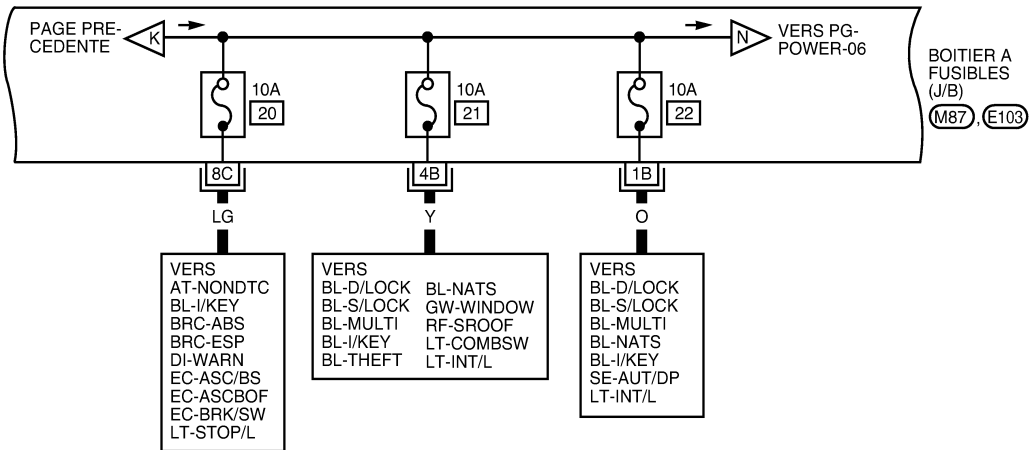 PAGE PRE-
CEDENTE
K
N
VERS PG-
POWER-06
BOITIER A
FUSIBLES
(J/B)
M87 , E103
10A
20
10A
21
10A
22
8C
4B
1B
LG
Y
O
VERS
AT-NONDTC
BL-I/KEY
BRC-ABS
BRC-ESP
DI-WARN
EC-ASC/BS
EC-ASCBOF
EC-BRK/SW
LT-STOP/L
VERS
BL-D/LOCK
BL-S/LOCK
BL-MULTI
BL-I/KEY
BL-THEFT
BL-NATS
GW-WINDOW
RF-SROOF
LT-COMBSW
LT-INT/L
VERS
BL-D/LOCK
BL-S/LOCK
BL-MULTI
BL-NATS
BL-I/KEY
SE-AUT/DP
LT-INT/L